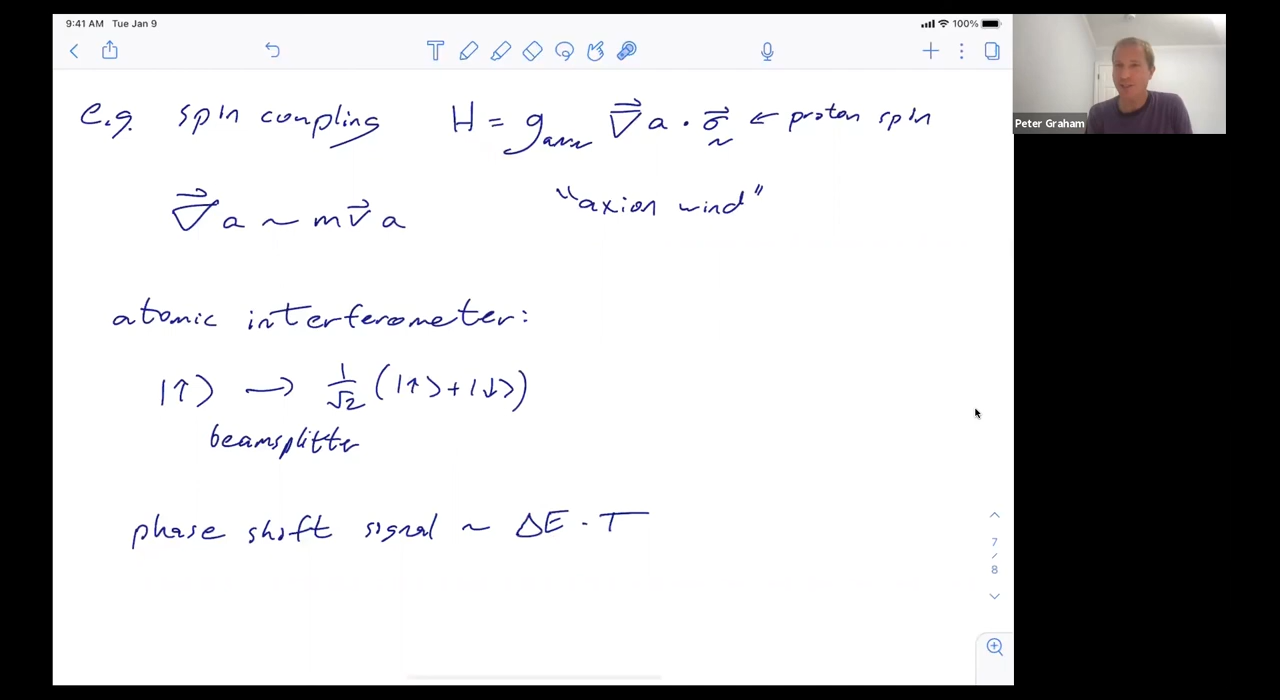 9:41 AM Tue Jan 9
100%
Peter Graham
e.g. spin coupling H = g_ann ∇⃗a · σ⃗ ← proton spin
~
∇⃗a ~ m v⃗ a "axion wind"
atomic interferometer:
|↑⟩ → 1/√2 (|↑⟩ + |↓⟩)
beamsplitter
phase shift signal ~ ΔE · T
7
/
8